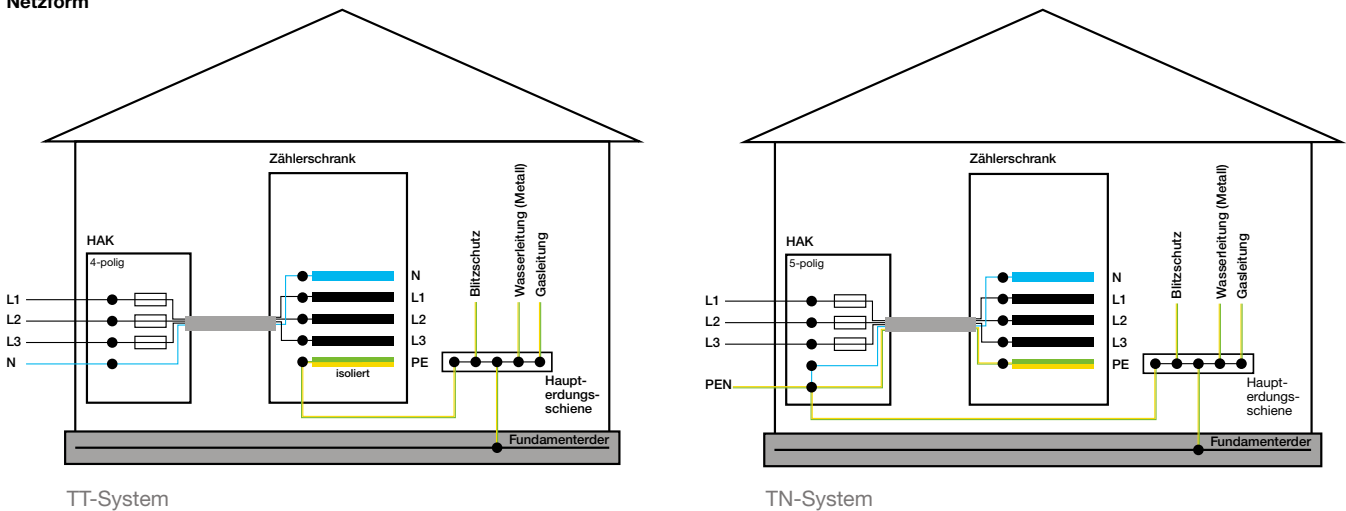 Netzform
Zählerschrank
HAK
4-polig
L1
L2
L3
N
N
L1
L2
L3
PE
isoliert
Blitzschutz
Wasserleitung (Metall)
Gasleitung
Haupt-
erdungs-
schiene
Fundamenterder
TT-System
Zählerschrank
HAK
5-polig
L1
L2
L3
PEN
N
L1
L2
L3
PE
Blitzschutz
Wasserleitung (Metall)
Gasleitung
Haupt-
erdungs-
schiene
Fundamenterder
TN-System